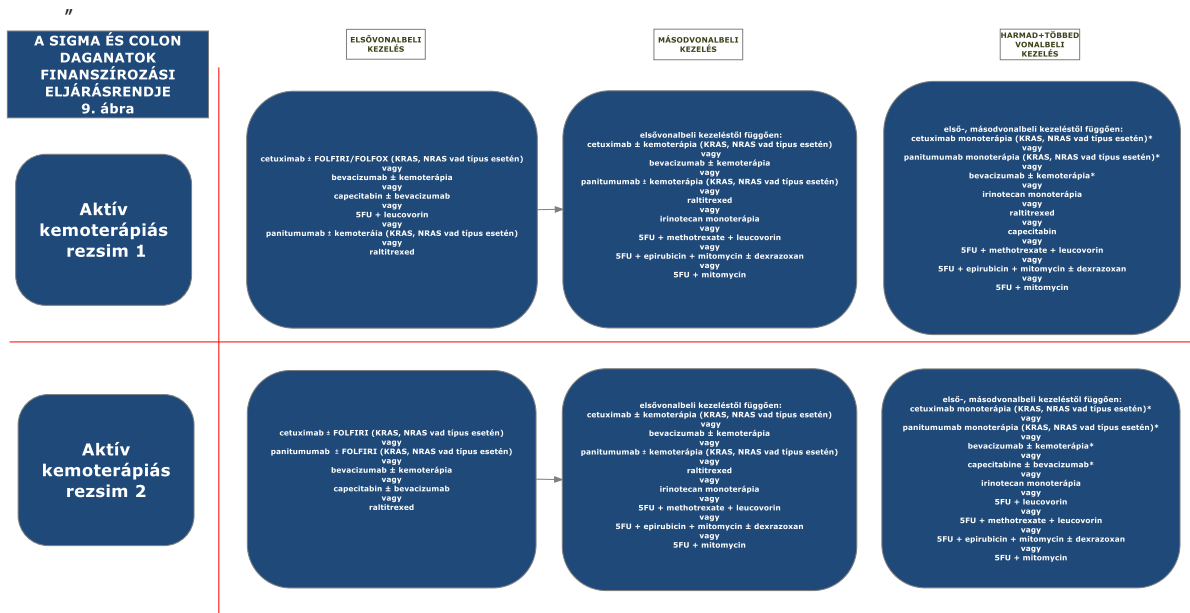 ”
A SIGMA ÉS COLON
DAGANATOK
FINANSZÍROZÁSI
ELJÁRÁSRENDJE
9. ábra
ELSŐVONALBELI
KEZELÉS
MÁSODVONALBELI
KEZELÉS
HARMAD+TÖBBED
VONALBELI
KEZELÉS
Aktív
kemoterápiás
rezsim 1
cetuximab ± FOLFIRI/FOLFOX (KRAS, NRAS vad típus esetén)
vagy
bevacizumab ± kemoterápia
vagy
capecitabin ± bevacizumab
vagy
5FU + leucovorin
vagy
panitumumab ± kemoteráia (KRAS, NRAS vad típus esetén)
vagy
raltitrexed
elsővonalbeli kezeléstől függően:
cetuximab ± kemoterápia (KRAS, NRAS vad típus esetén)
vagy
bevacizumab ± kemoterápia
vagy
panitumumab ± kemoterápia (KRAS, NRAS vad típus esetén)
vagy
raltitrexed
vagy
irinotecan monoterápia
vagy
5FU + methotrexate + leucovorin
vagy
5FU + epirubicin + mitomycin ± dexrazoxan
vagy
5FU + mitomycin
első-, másodvonalbeli kezeléstől függően:
cetuximab monoterápia (KRAS, NRAS vad típus esetén)*
vagy
panitumumab monoterápia (KRAS, NRAS vad típus esetén)*
vagy
bevacizumab ± kemoterápia*
vagy
irinotecan monoterápia
vagy
raltitrexed
vagy
capecitabin
vagy
5FU + methotrexate + leucovorin
vagy
5FU + epirubicin + mitomycin ± dexrazoxan
vagy
5FU + mitomycin
Aktív
kemoterápiás
rezsim 2
cetuximab ± FOLFIRI (KRAS, NRAS vad típus esetén)
vagy
panitumumab ± FOLFIRI (KRAS, NRAS vad típus esetén)
vagy
bevacizumab ± kemoterápia
vagy
capecitabin ± bevacizumab
vagy
raltitrexed
elsővonalbeli kezeléstől függően:
cetuximab ± kemoterápia (KRAS, NRAS vad típus esetén)
vagy
bevacizumab ± kemoterápia
vagy
panitumumab ± kemoterápia (KRAS, NRAS vad típus esetén)
vagy
raltitrexed
vagy
irinotecan monoterápia
vagy
5FU + methotrexate + leucovorin
vagy
5FU + epirubicin + mitomycin ± dexrazoxan
vagy
5FU + mitomycin
első-, másodvonalbeli kezeléstől függően:
cetuximab monoterápia (KRAS, NRAS vad típus esetén)*
vagy
panitumumab monoterápia (KRAS, NRAS vad típus esetén)*
vagy
bevacizumab ± kemoterápia*
vagy
capecitabine ± bevacizumab*
vagy
irinotecan monoterápia
vagy
5FU + leucovorin
vagy
5FU + methotrexate + leucovorin
vagy
5FU + epirubicin + mitomycin ± dexrazoxan
vagy
5FU + mitomycin